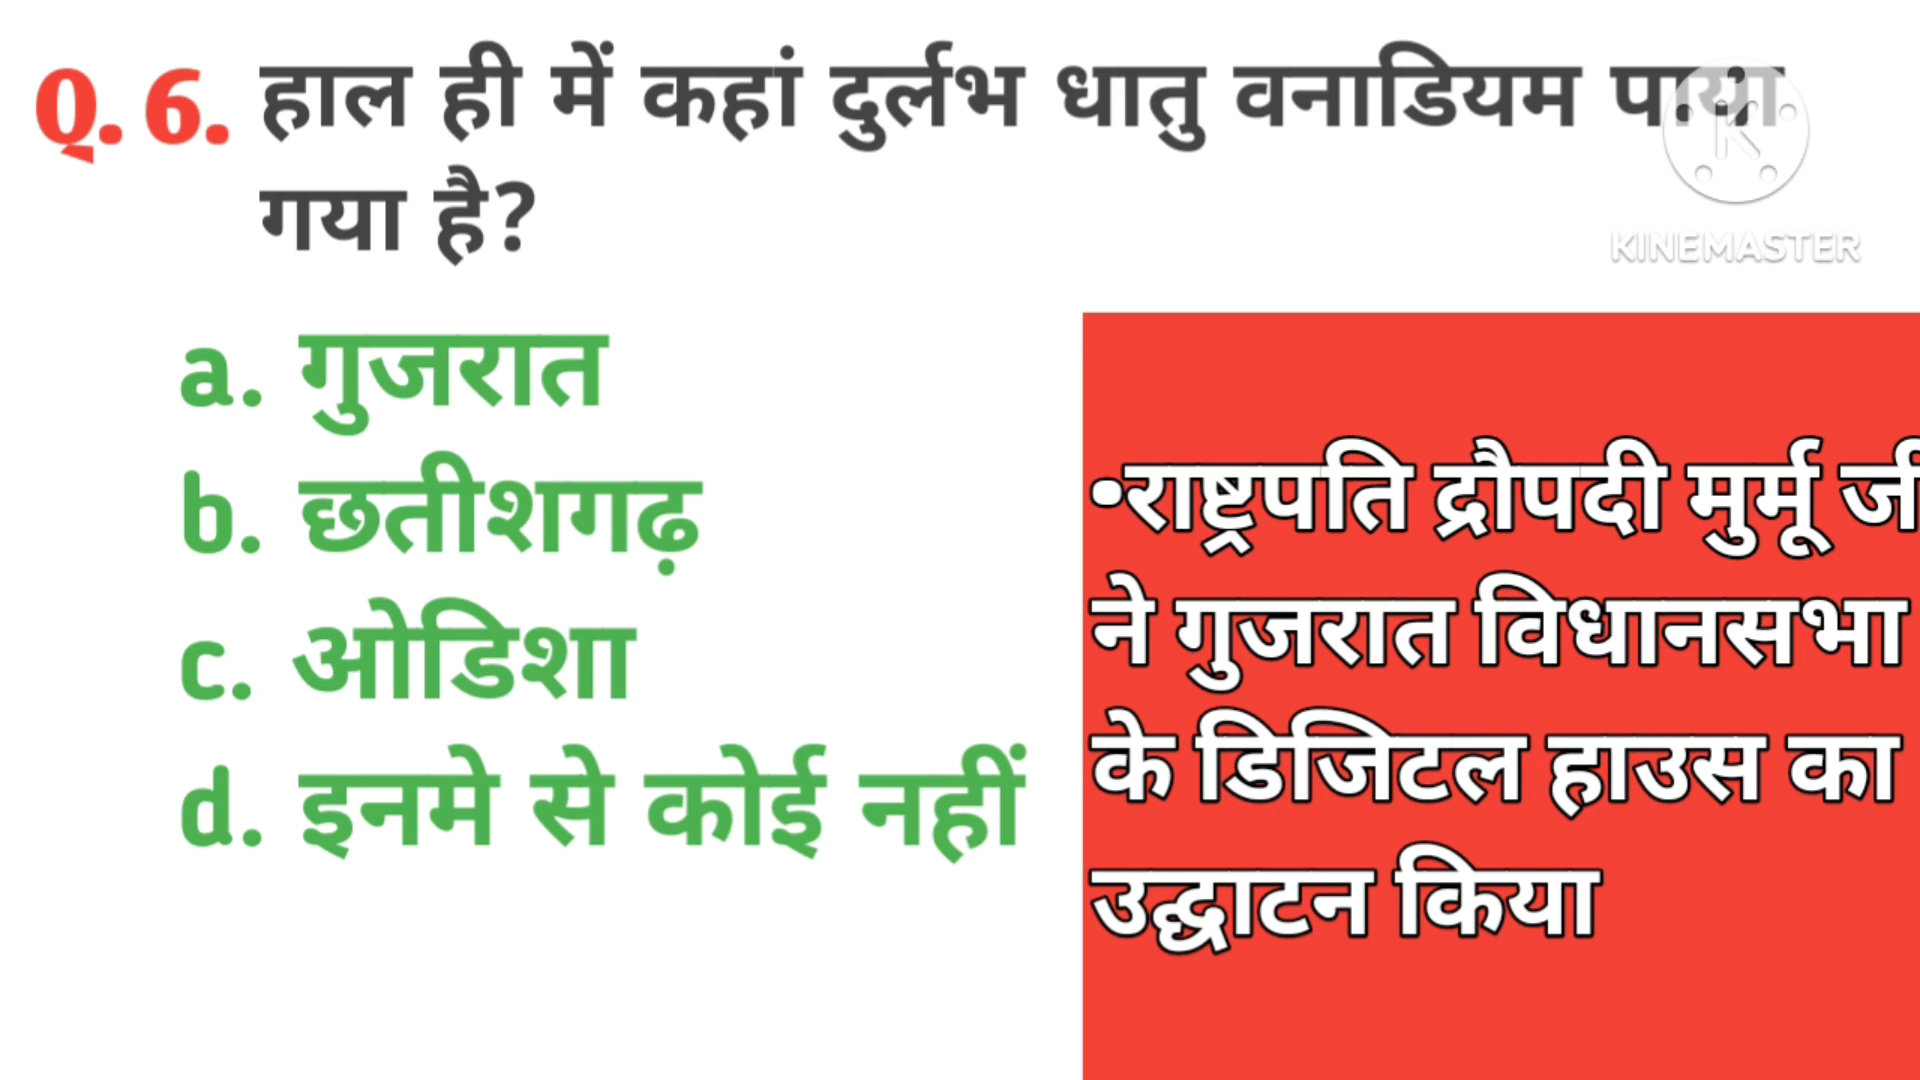 Q. 6. हाल ही में कहां दुर्लभ धातु वनाडियम पाया
गया है?
KINEMASTER
a. गुजरात
b. छतीशगढ़
c. ओडिशा
d. इनमे से कोई नहीं
•राष्ट्रपति द्रौपदी मुर्मू जी
ने गुजरात विधानसभा
के डिजिटल हाउस का
उद्घाटन किया